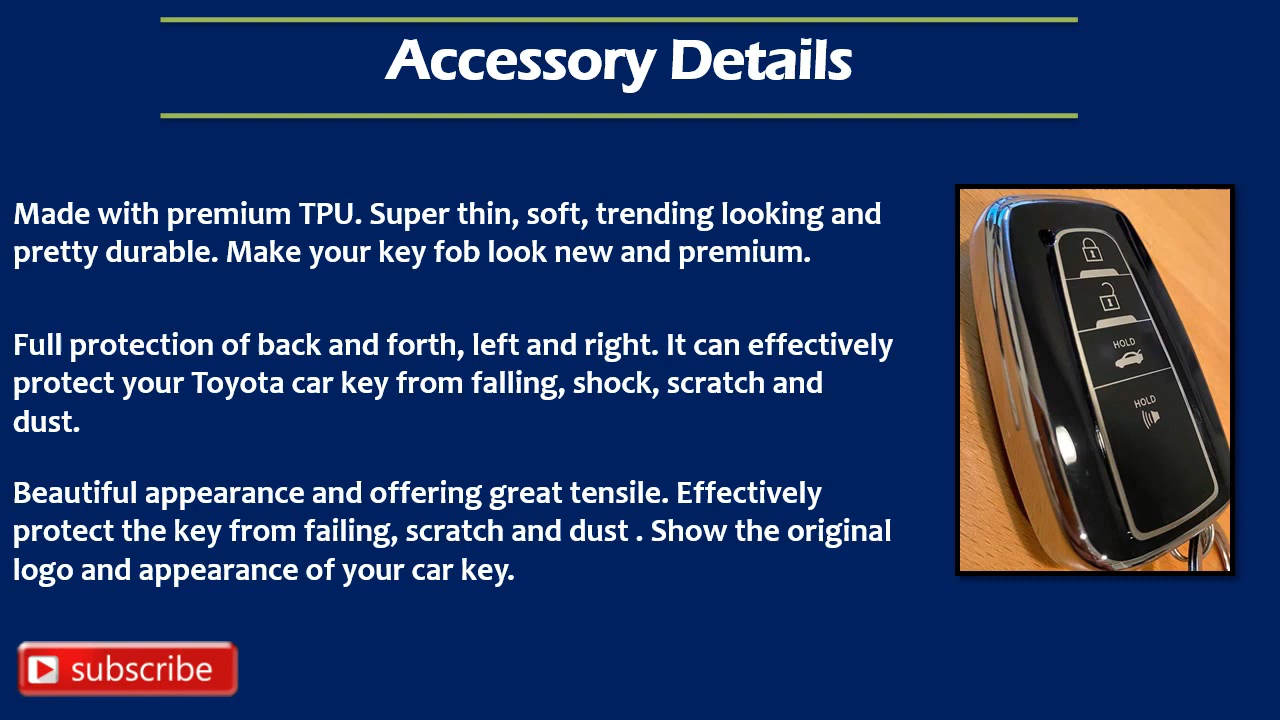 Accessory Details
Made with premium TPU. Super thin, soft, trending looking and
pretty durable. Make your key fob look new and premium.
Full protection of back and forth, left and right. It can effectively
protect your Toyota car key from falling, shock, scratch and
dust.
Beautiful appearance and offering great tensile. Effectively
protect the key from failing, scratch and dust . Show the original
logo and appearance of your car key.
HOLD
HOLD
subscribe